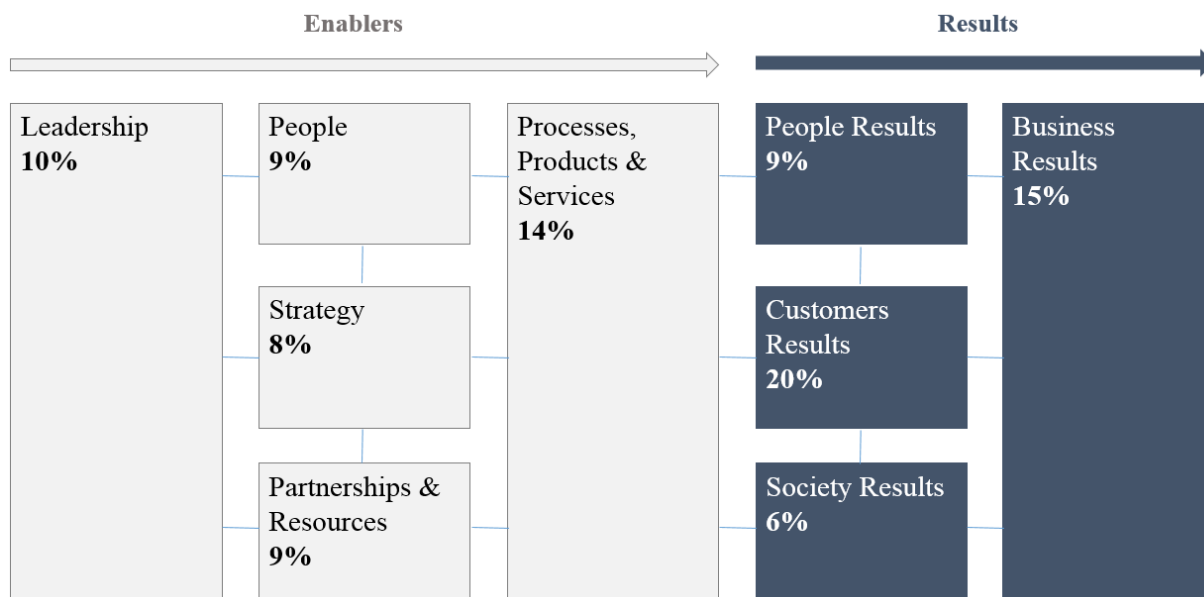 Enablers
Results
Leadership
10%
People
9%
Strategy
8%
Partnerships &
Resources
9%
Processes,
Products &
Services
14%
People Results
9%
Customers
Results
20%
Society Results
6%
Business
Results
15%